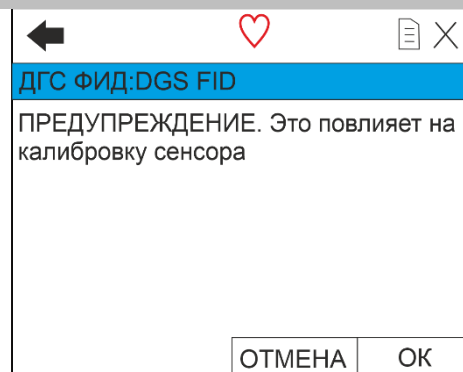 ДГС ФИД:DGS FID
ПРЕДУПРЕЖДЕНИЕ. Это повлияет на
калибровку сенсора
ОТМЕНА ОК